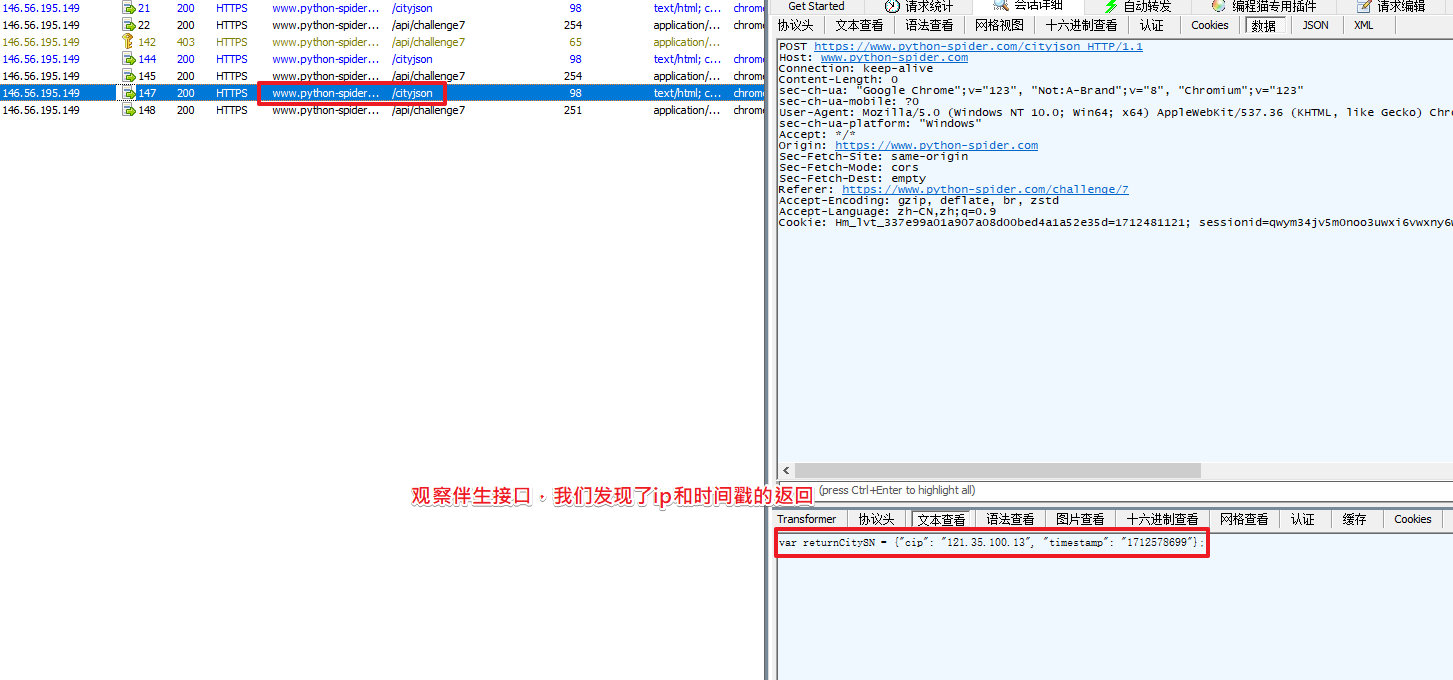 146.56.195.149 21 200 HTTPS www.python-spider... /cityjson 98 text/html; c... chrome
146.56.195.149 22 200 HTTPS www.python-spider... /api/challenge7 254 application/... chrome
146.56.195.149 142 403 HTTPS www.python-spider... /api/challenge7 65 application/...
146.56.195.149 144 200 HTTPS www.python-spider... /cityjson 98 text/html; c... chrome
146.56.195.149 145 200 HTTPS www.python-spider... /api/challenge7 254 application/... chrome
146.56.195.149 147 200 HTTPS www.python-spider... /cityjson 98 text/html; c... chrome
146.56.195.149 148 200 HTTPS www.python-spider... /api/challenge7 251 application/... chrome
Get Started 请求统计 会话详细 自动转发 编程猫专用插件 请求编辑
协议头 文本查看 语法查看 网格视图 十六进制查看 认证 Cookies 数据 JSON XML
POST https://www.python-spider.com/cityjson HTTP/1.1
Host: www.python-spider.com
Connection: keep-alive
Content-Length: 0
sec-ch-ua: "Google Chrome";v="123", "Not:A-Brand";v="8", "Chromium";v="123"
sec-ch-ua-mobile: ?0
User-Agent: Mozilla/5.0 (Windows NT 10.0; Win64; x64) AppleWebKit/537.36 (KHTML, like Gecko) Chro
sec-ch-ua-platform: "Windows"
Accept: */*
Origin: https://www.python-spider.com
Sec-Fetch-Site: same-origin
Sec-Fetch-Mode: cors
Sec-Fetch-Dest: empty
Referer: https://www.python-spider.com/challenge/7
Accept-Encoding: gzip, deflate, br, zstd
Accept-Language: zh-CN,zh;q=0.9
Cookie: Hm_lvt_337e99a01a907a08d00bed4a1a52e35d=1712481121; sessionid=qwym34jv5m0noo3uwxi6vwxny6w
观察伴生接口，我们发现了ip和时间戳的返回
(press Ctrl+Enter to highlight all)
Transformer 协议头 文本查看 语法查看 图片查看 十六进制查看 网格查看 认证 缓存 Cookies
var returnCitySN = {"cip": "121.35.100.13", "timestamp": "1712578699"};